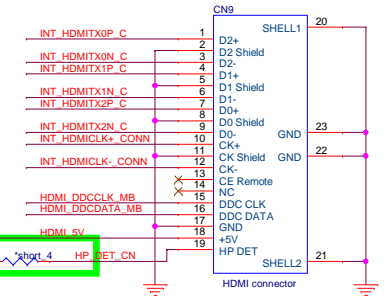 CN9
SHELL1 20
INT_HDMITX0P_C 1 D2+
2 D2 Shield
INT_HDMITX0N_C 3 D2-
INT_HDMITX1P_C 4 D1+
5 D1 Shield
INT_HDMITX1N_C 6 D1-
INT_HDMITX2P_C 7 D0+
8 D0 Shield
INT_HDMITX2N_C 9 D0- GND 23
INT_HDMICLK+_CONN 10 CK+
11 CK Shield GND 22
INT_HDMICLK-_CONN 12 CK-
13 CE Remote
14 NC
HDMI_DDCCLK_MB 15 DDC CLK
HDMI_DDCDATA_MB 16 DDC DATA
17 GND
HDMI_5V 18 +5V
*short_4 HP_DET_CN 19 HP DET
SHELL2 21
HDMI connector